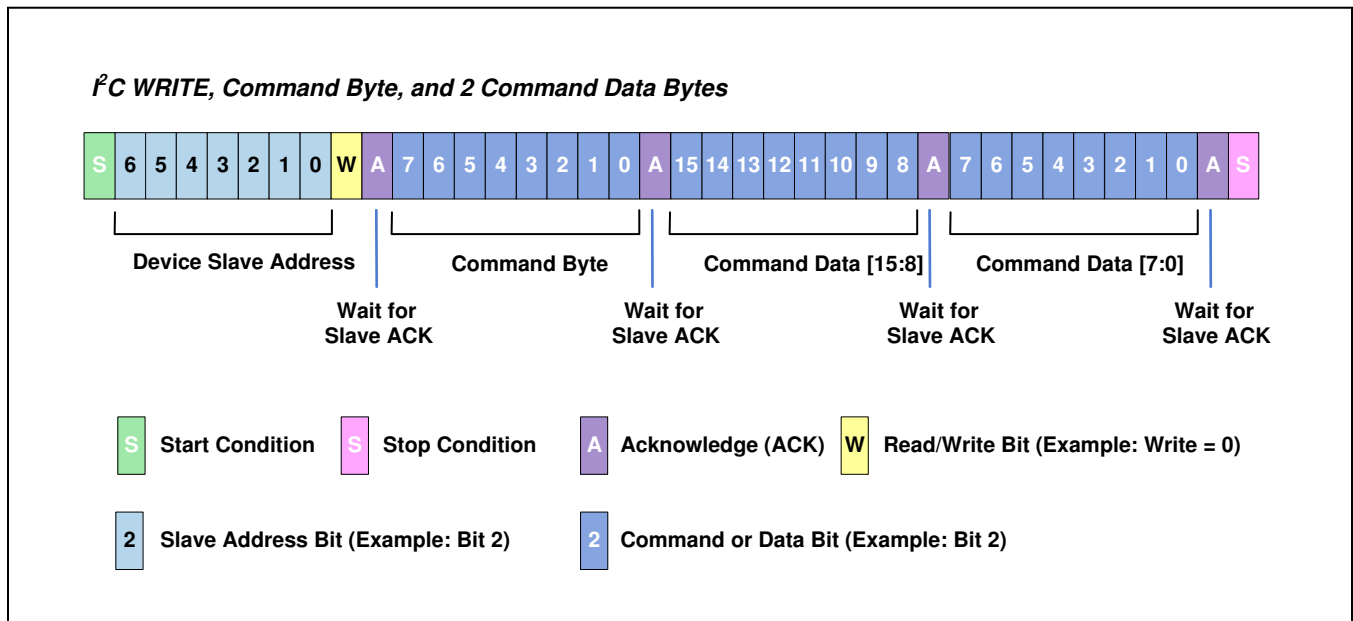 I²C WRITE, Command Byte, and 2 Command Data Bytes
S 6 5 4 3 2 1 0 W A 7 6 5 4 3 2 1 0 A 15 14 13 12 11 10 9 8 A 7 6 5 4 3 2 1 0 A S
Device Slave Address Command Byte Command Data [15:8] Command Data [7:0]
Wait for Wait for Wait for Wait for
Slave ACK Slave ACK Slave ACK Slave ACK
S Start Condition S Stop Condition A Acknowledge (ACK) W Read/Write Bit (Example: Write = 0)
2 Slave Address Bit (Example: Bit 2) 2 Command or Data Bit (Example: Bit 2)